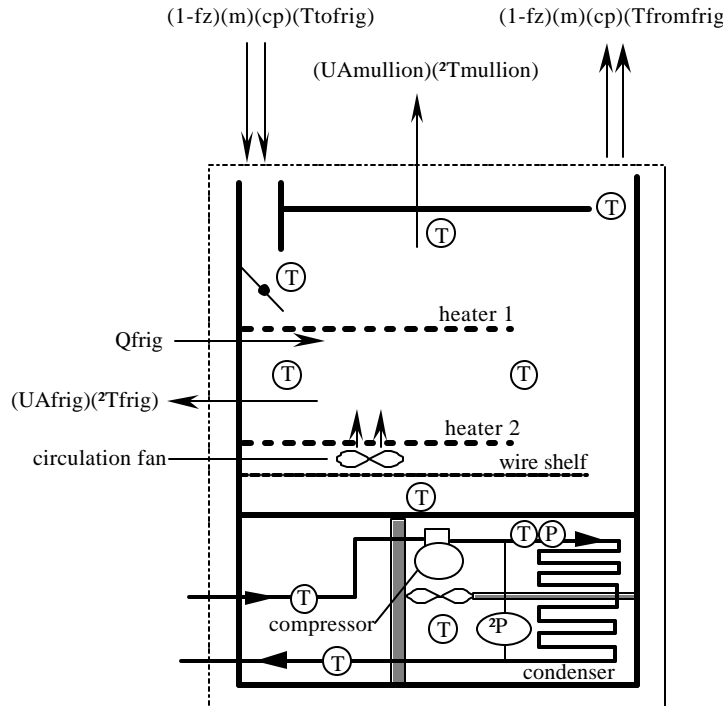 (1-fz)(m)(cp)(Ttofrig)
(1-fz)(m)(cp)(Tfromfrig
(UAmullion)(²Tmullion)
T
T
T
heater 1
Qfrig
T
T
(UAfrig)(²Tfrig)
heater 2
circulation fan
wire shelf
T
T P
T
compressor
T
²P
T
condenser